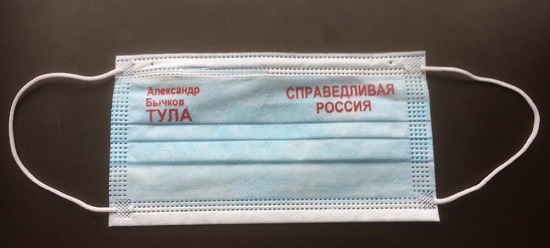 Александр
Бычков
ТУЛА
СПРАВЕДЛИВАЯ
РОССИЯ